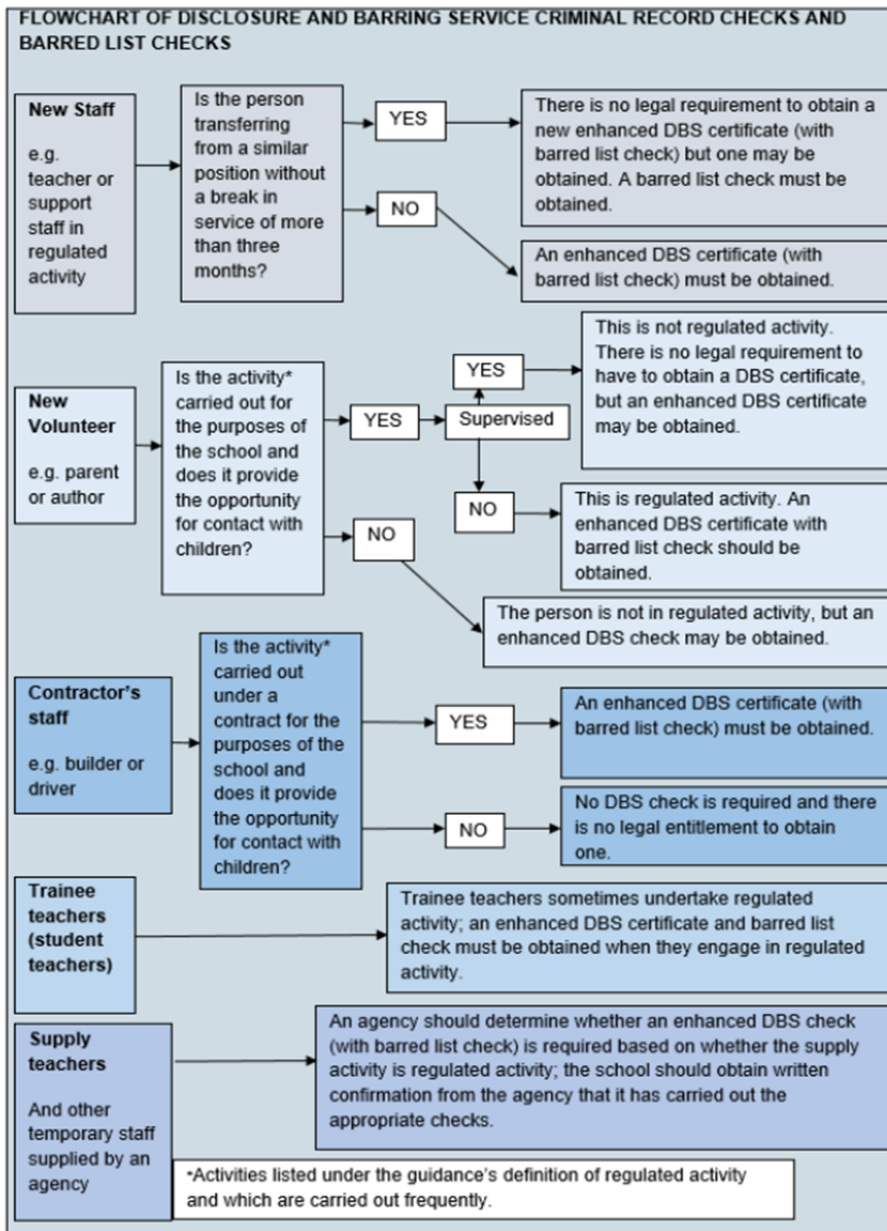 FLOWCHART OF DISCLOSURE AND BARRING SERVICE CRIMINAL RECORD CHECKS AND
BARRED LIST CHECKS
New Staff
e.g.
teacher or
support
staff in
regulated
activity
Is the person
transferring
from a similar
position without
a break in
service of more
than three
months?
YES
There is no legal requirement to obtain a
new enhanced DBS certificate (with
barred list check) but one may be
obtained. A barred list check must be
obtained.
NO
An enhanced DBS certificate (with
barred list check) must be obtained.
New
Volunteer
e.g. parent
or author
Is the activity*
carried out for
the purposes of
the school and
does it provide
the opportunity
for contact with
children?
YES
Supervised
YES
This is not regulated activity.
There is no legal requirement to
have to obtain a DBS certificate,
but an enhanced DBS certificate
may be obtained.
NO
This is regulated activity. An
enhanced DBS certificate with
barred list check should be
obtained.
NO
The person is not in regulated activity, but an
enhanced DBS check may be obtained.
Contractor's
staff
e.g. builder or
driver
Is the activity*
carried out
under a
contract for the
purposes of the
school and
does it provide
the opportunity
for contact with
children?
YES
An enhanced DBS certificate (with
barred list check) must be obtained.
NO
No DBS check is required and there
is no legal entitlement to obtain
one.
Trainee
teachers
(student
teachers)
Trainee teachers sometimes undertake regulated
activity; an enhanced DBS certificate and barred list
check must be obtained when they engage in regulated
activity.
Supply
teachers
And other
temporary staff
supplied by an
agency
An agency should determine whether an enhanced DBS check
(with barred list check) is required based on whether the supply
activity is regulated activity; the school should obtain written
confirmation from the agency that it has carried out the
appropriate checks.
*Activities listed under the guidance's definition of regulated activity
and which are carried out frequently.